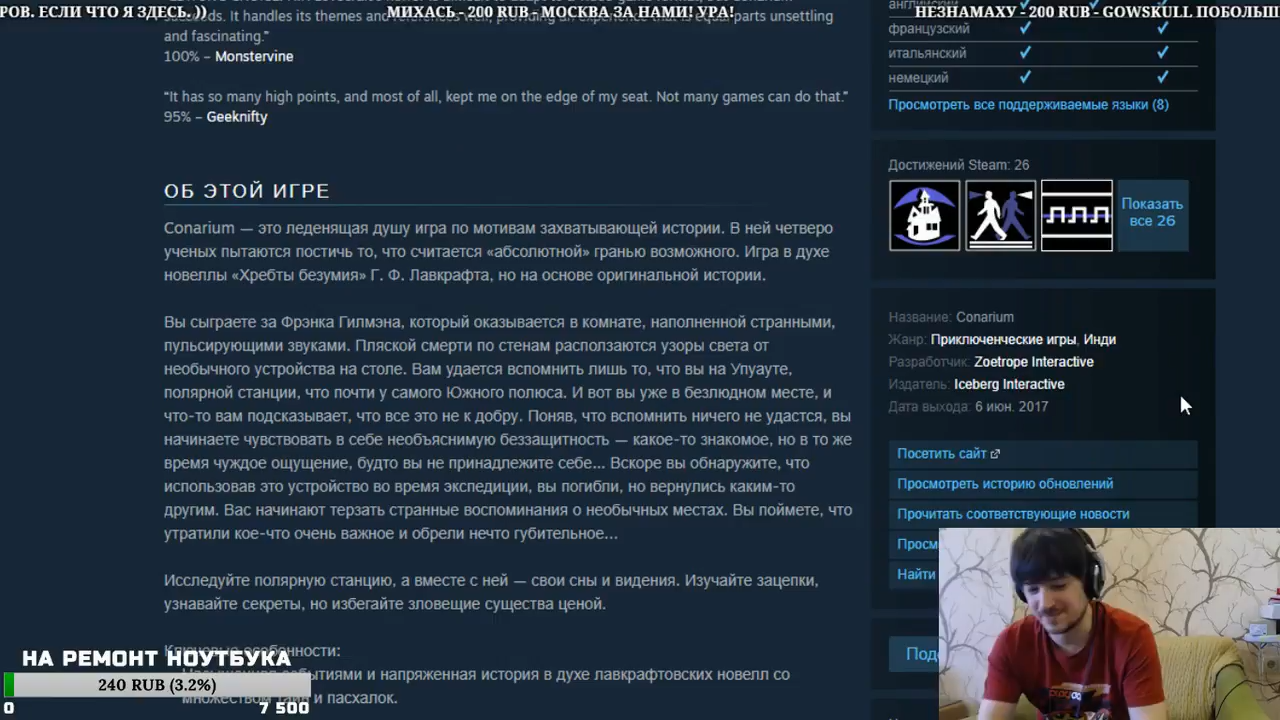 РОВ. ЕСЛИ ЧТО Я ЗДЕСЬ. ))
МИХАСЬ - 200 RUB - МОСКВА ЗА НАМИ! УРА!
НЕЗНАМАХУ - 200 RUB - GOWSKULL ПОБОЛЬШ
succeeds. It handles its themes and references well, providing an experience that is equal parts unsettling
and fascinating.”
100% – Monstervine
“It has so many high points, and most of all, kept me on the edge of my seat. Not many games can do that.”
95% – Geeknifty
ОБ ЭТОЙ ИГРЕ
Conarium — это леденящая душу игра по мотивам захватывающей истории. В ней четверо
ученых пытаются постичь то, что считается «абсолютной» гранью возможного. Игра в духе
новеллы «Хребты безумия» Г. Ф. Лавкрафта, но на основе оригинальной истории.
Вы сыграете за Фрэнка Гилмэна, который оказывается в комнате, наполненной странными,
пульсирующими звуками. Пляской смерти по стенам расползаются узоры света от
необычного устройства на столе. Вам удается вспомнить лишь то, что вы на Упуауте,
полярной станции, что почти у самого Южного полюса. И вот вы уже в безлюдном месте, и
что-то вам подсказывает, что все это не к добру. Поняв, что вспомнить ничего не удастся, вы
начинаете чувствовать в себе необъяснимую беззащитность — какое-то знакомое, но в то же
время чуждое ощущение, будто вы не принадлежите себе... Вскоре вы обнаружите, что
использовав это устройство во время экспедиции, вы погибли, но вернулись каким-то
другим. Вас начинают терзать странные воспоминания о необычных местах. Вы поймете, что
утратили кое-что очень важное и обрели нечто губительное...
Исследуйте полярную станцию, а вместе с ней — свои сны и видения. Изучайте зацепки,
узнавайте секреты, но избегайте зловещие существа ценой.
Ключевые особенности:
событиями и напряженная история в духе лавкрафтовских новелл со
множеством тайн и пасхалок.
НА РЕМОНТ НОУТБУКА
240 RUB (3.2%)
0 7 500
английский
французский
итальянский
немецкий
Просмотреть все поддерживаемые языки (8)
Достижений Steam: 26
Показать
все 26
Название: Conarium
Жанр: Приключенческие игры, Инди
Разработчик: Zoetrope Interactive
Издатель: Iceberg Interactive
Дата выхода: 6 июн. 2017
Посетить сайт
Просмотреть историю обновлений
Прочитать соответствующие новости
Просм
Найти
Поде